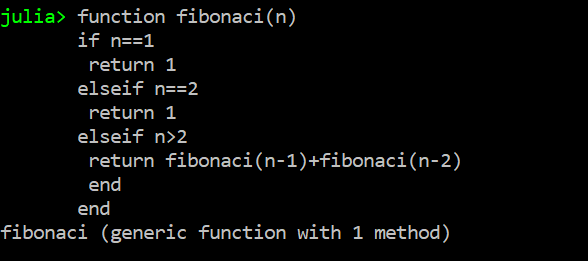 julia> function fibonaci(n)
       if n==1
        return 1
       elseif n==2
        return 1
       elseif n>2
        return fibonaci(n-1)+fibonaci(n-2)
        end
       end
fibonaci (generic function with 1 method)